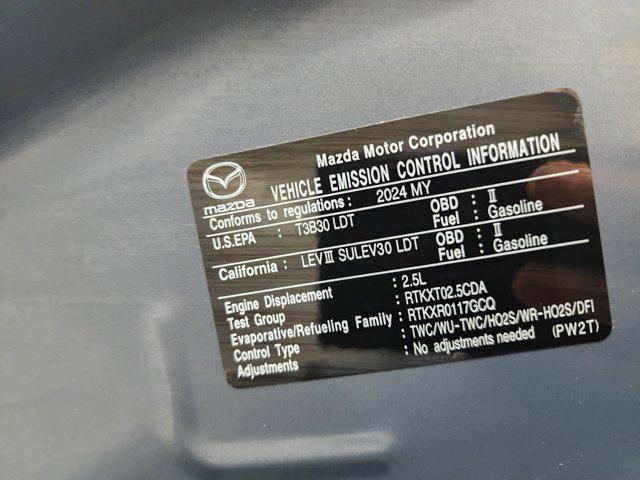 Mazda Motor Corporation
mazda
VEHICLE EMISSION CONTROL INFORMATION
Conforms to regulations : 2024 MY
U.S.EPA : T3B30 LDT OBD : II
Fuel : Gasoline
California : LEVⅢ SULEV30 LDT OBD : II
Fuel : Gasoline
Engine Displacement : 2.5L
Test Group : RTKXT02.5CDA
Evaporative/Refueling Family : RTKXR0117GCQ
Control Type : TWC/WU-TWC/HO2S/WR-HO2S/DFI
Adjustments : No adjustments needed (PW2T)